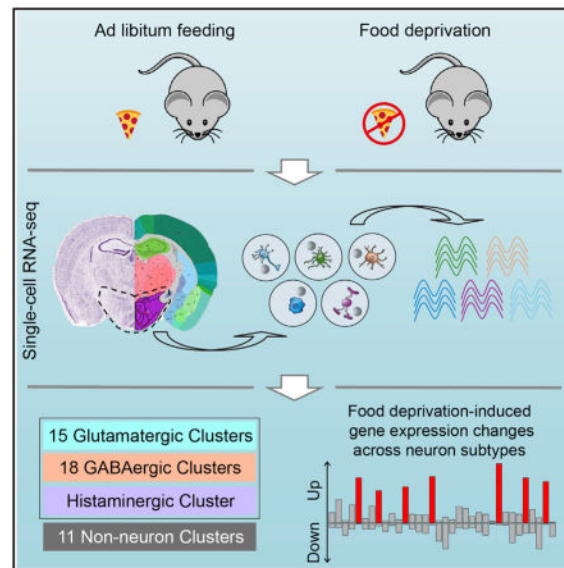 Ad libitum feeding
Food deprivation
Single-cell RNA-seq
15 Glutamatergic Clusters
18 GABAergic Clusters
Histaminergic Cluster
11 Non-neuron Clusters
Food deprivation-induced
gene expression changes
across neuron subtypes
Up
Down